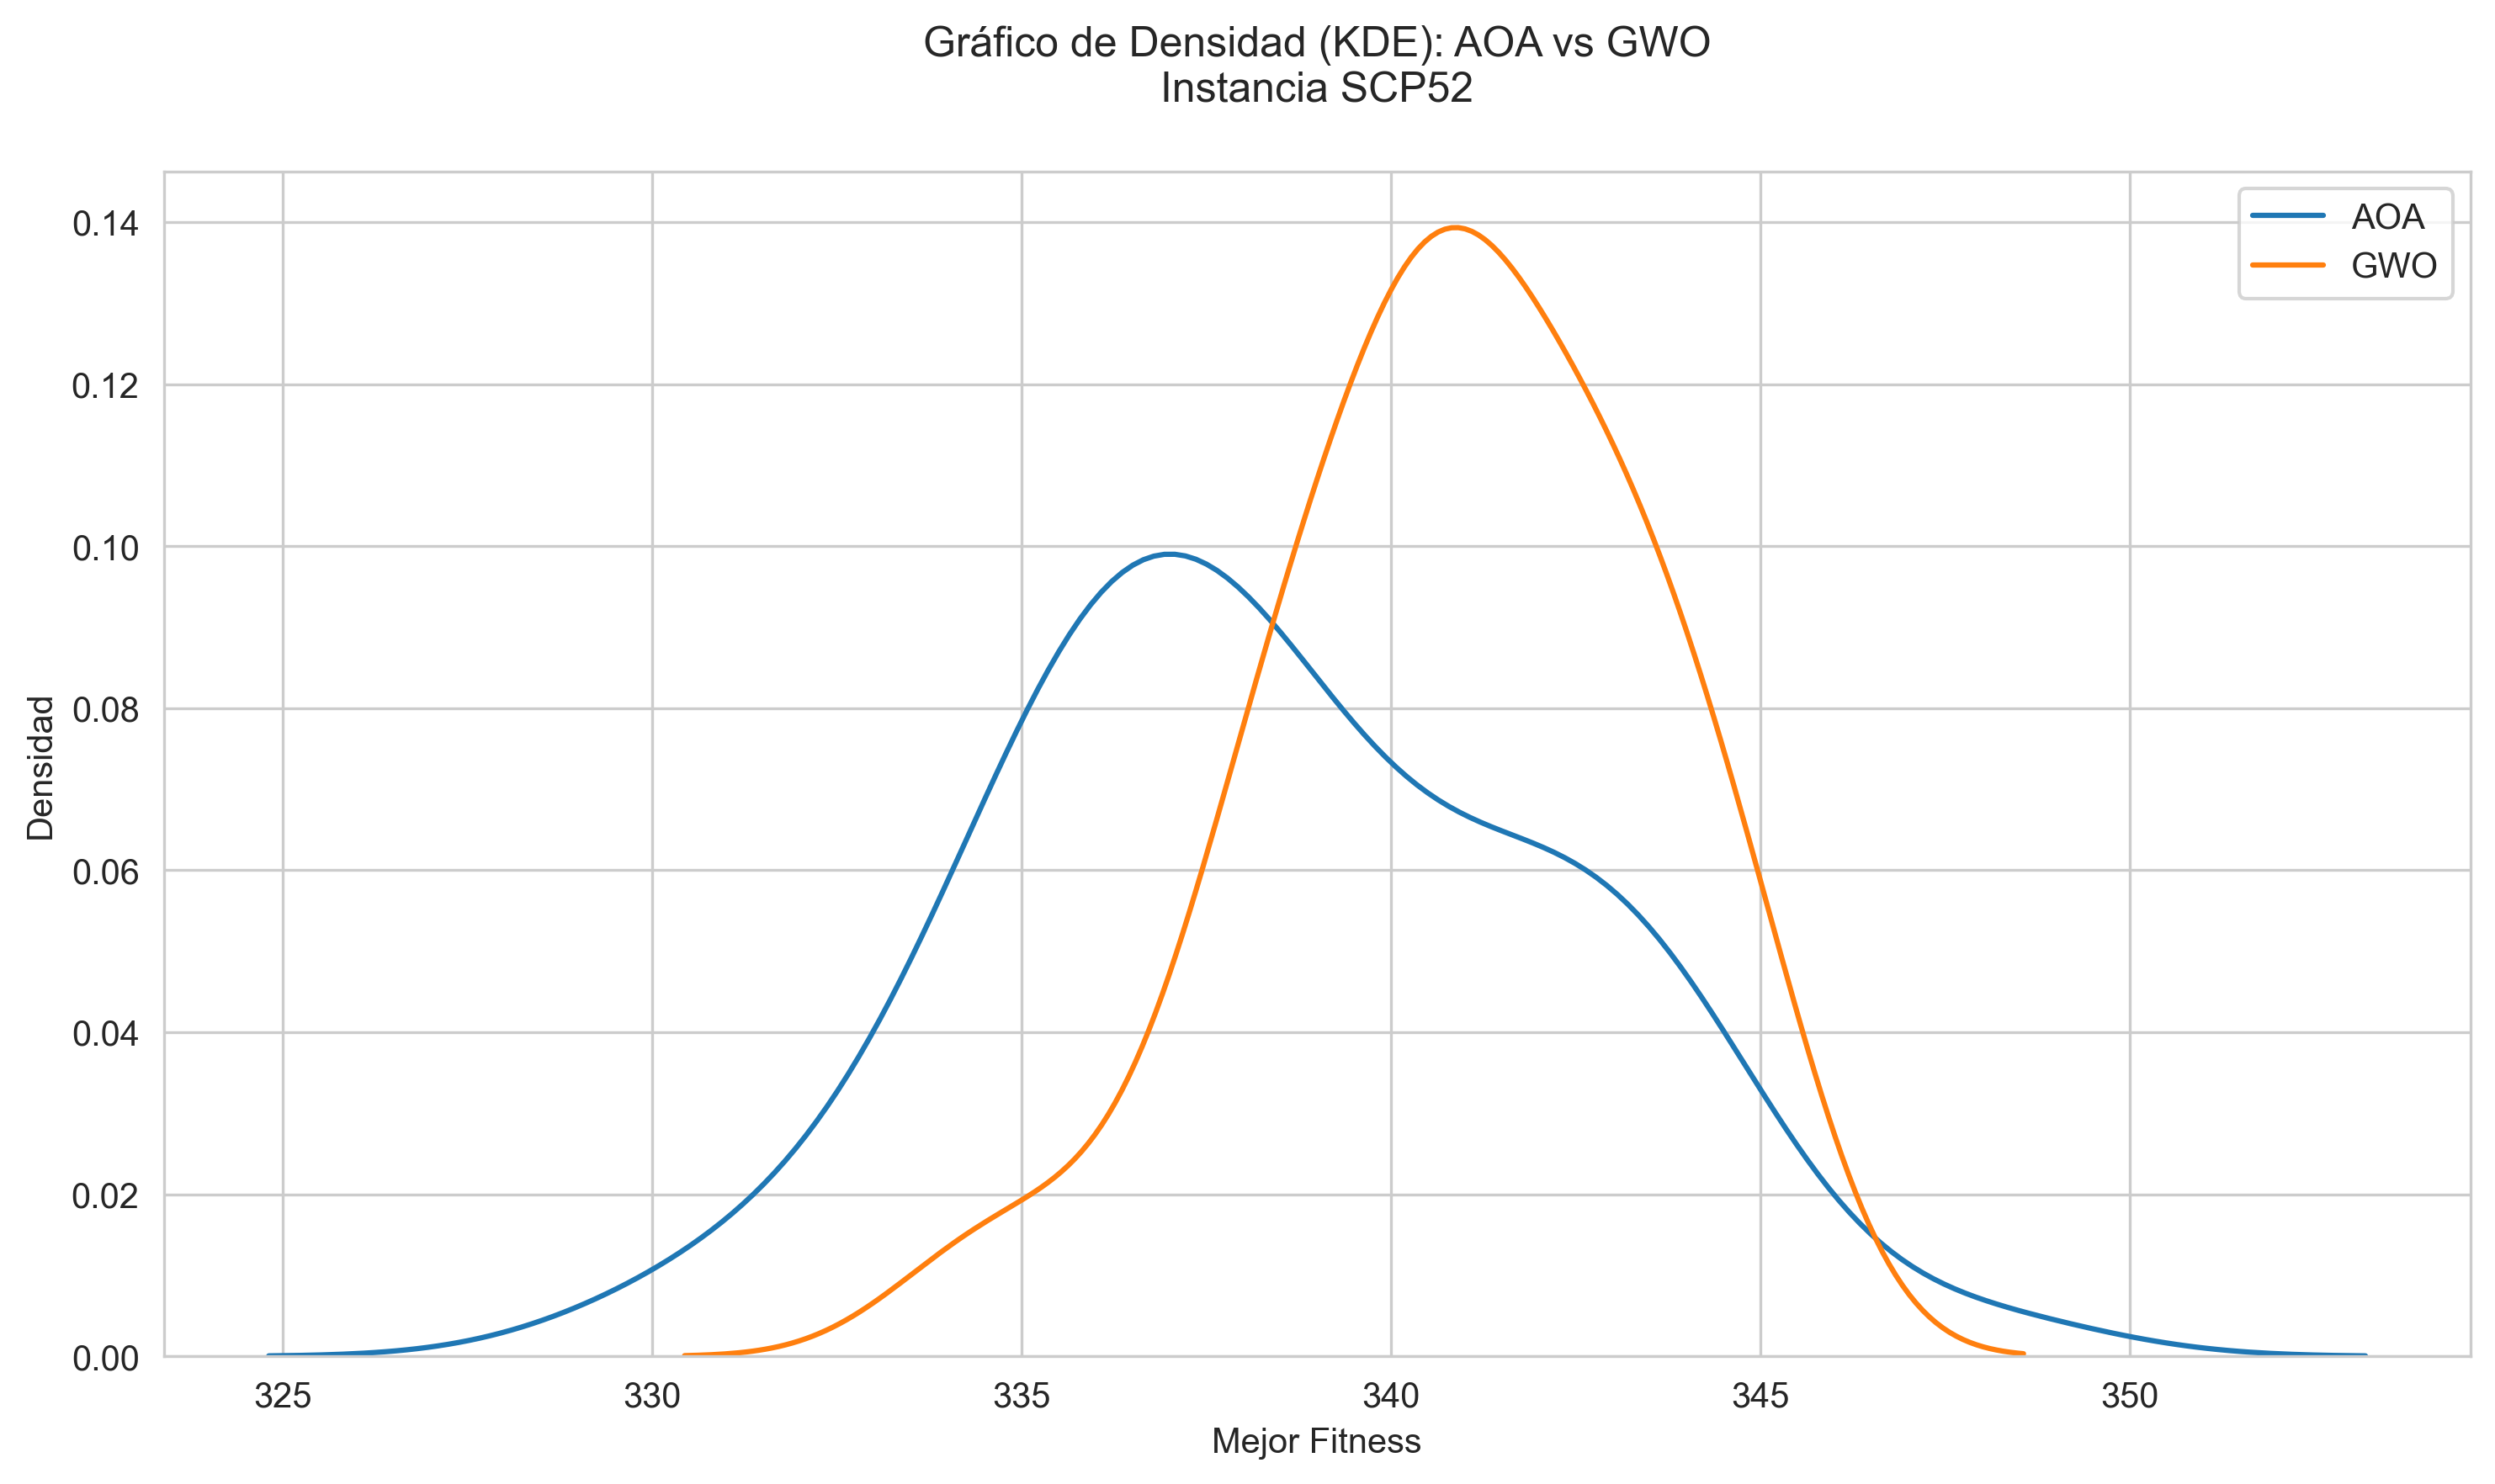 Gráfico de Densidad (KDE): AOA vs GWO
Instancia SCP52
AOA
GWO
0.14
0.12
0.10
0.08
0.06
0.04
0.02
0.00
Densidad
325 330 335 340 345 350
Mejor Fitness